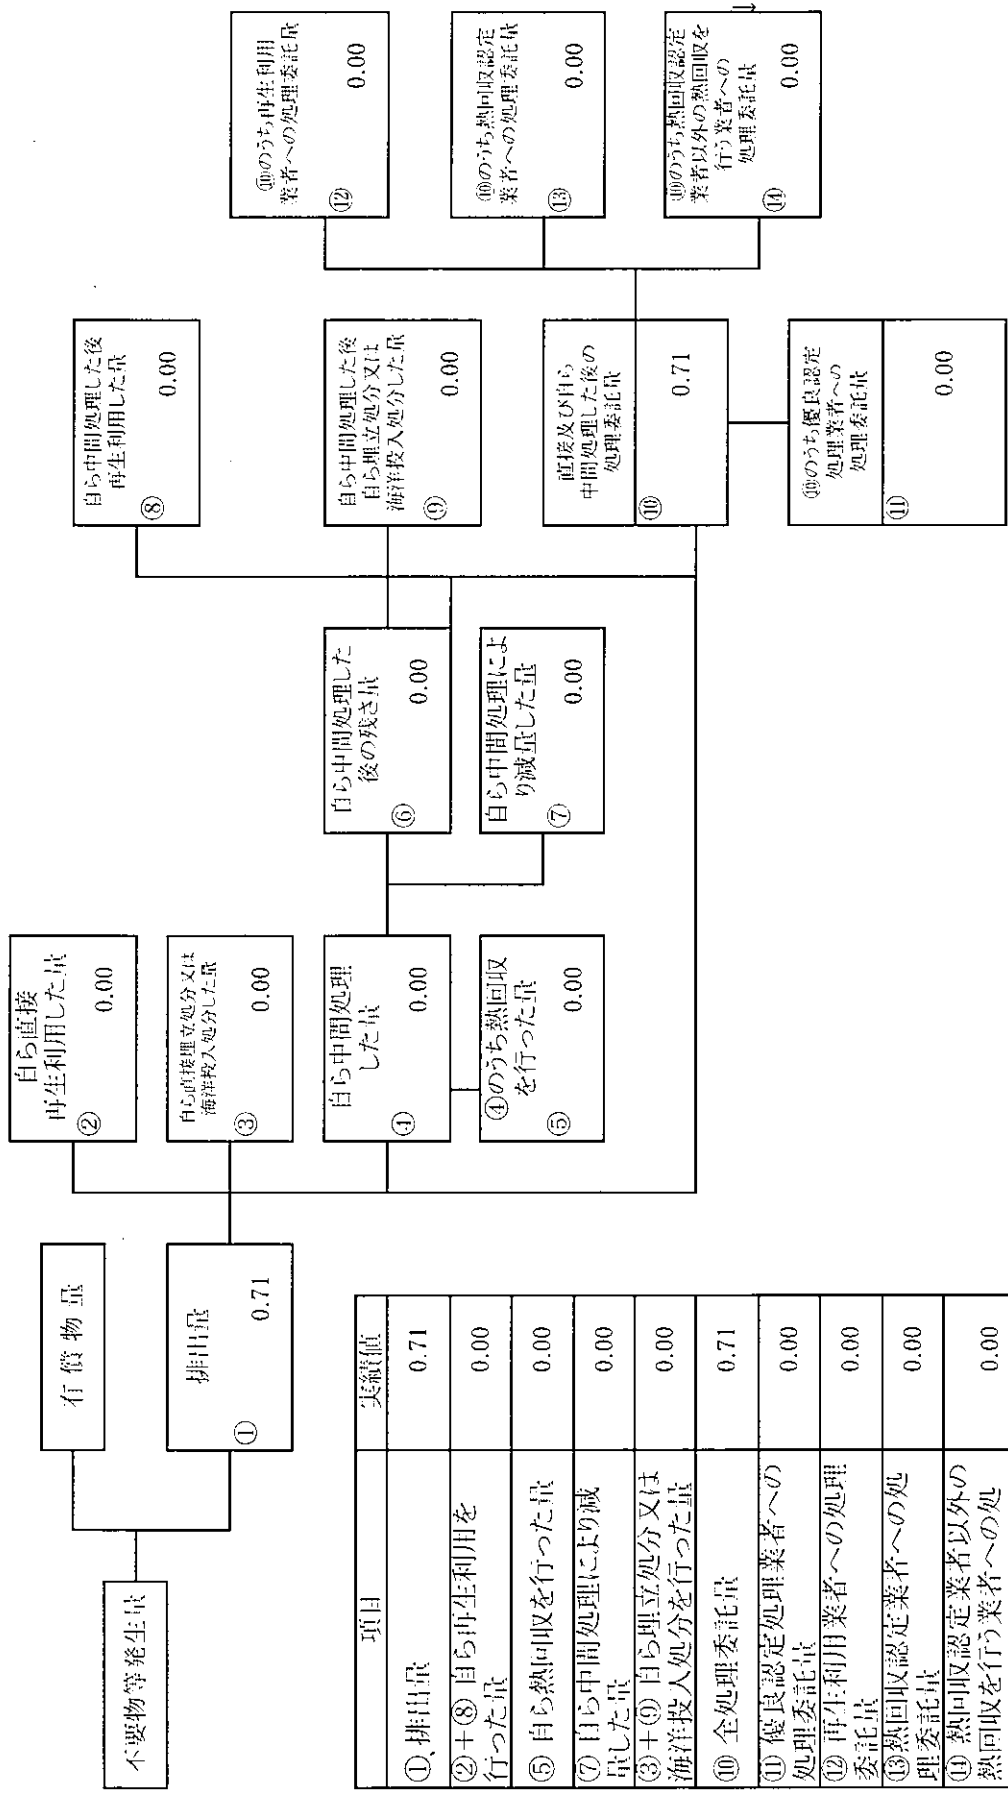 不要物等発生量
有償物量
排出量
①
0.71
自ら直接
再生利用した量
②
0.00
自ら直接埋立処分又は
海洋投入処分した量
③
0.00
自ら中間処理
した量
④
0.00
④のうち熱回収
を行った量
⑤
0.00
自ら中間処理した
後の残さ量
⑥
0.00
自ら中間処理によ
り減量した量
⑦
0.00
自ら中間処理した後
再生利用した量
⑧
0.00
自ら中間処理した後
自ら埋立処分又は
海洋投入処分した量
⑨
0.00
直接及び自ら
中間処理した後の
処理委託量
⑩
0.71
⑩のうち優良認定
処理業者への
処理委託量
⑪
0.00
⑩のうち再生利用
業者への処理委託量
⑫
0.00
⑩のうち熱回収認定
業者への処理委託量
⑬
0.00
⑩のうち熱回収認定
業者以外の熱回収を
行う業者への
処理委託量
⑭
0.00
項目 実績値
①、排出量 0.71
②+⑧ 自ら再生利用を
行った量 0.00
⑤ 自ら熱回収を行った量 0.00
⑦ 自ら中間処理により減
量した量 0.00
③+⑨ 自ら埋立処分又は
海洋投入処分を行った量 0.00
⑩ 全処理委託量 0.71
⑪ 優良認定処理業者への
処理委託量 0.00
⑫ 再生利用業者への処理
委託量 0.00
⑬熱回収認定業者への処
理委託量 0.00
⑭ 熱回収認定業者以外の
熱回収を行う業者への処 0.00